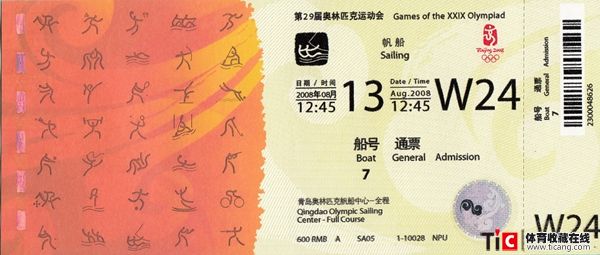 第29届奥林匹克运动会 Games of the XXIX Olympiad
帆船
Sailing
Beijing 2008
日期 / 时间
2008年08月
12:45
13
Date / Time
Aug.2008
12:45
W24
船号 通票
Boat General Admission
7
青岛奥林匹克帆船中心-全程
Qingdao Olympic Sailing
Center - Full Course
600 RMB A SA05 1-10028 NPU
船号 通票
Boat General Admission
7
2300048626
W24
TiC 体育收藏在线
www.ticang.com